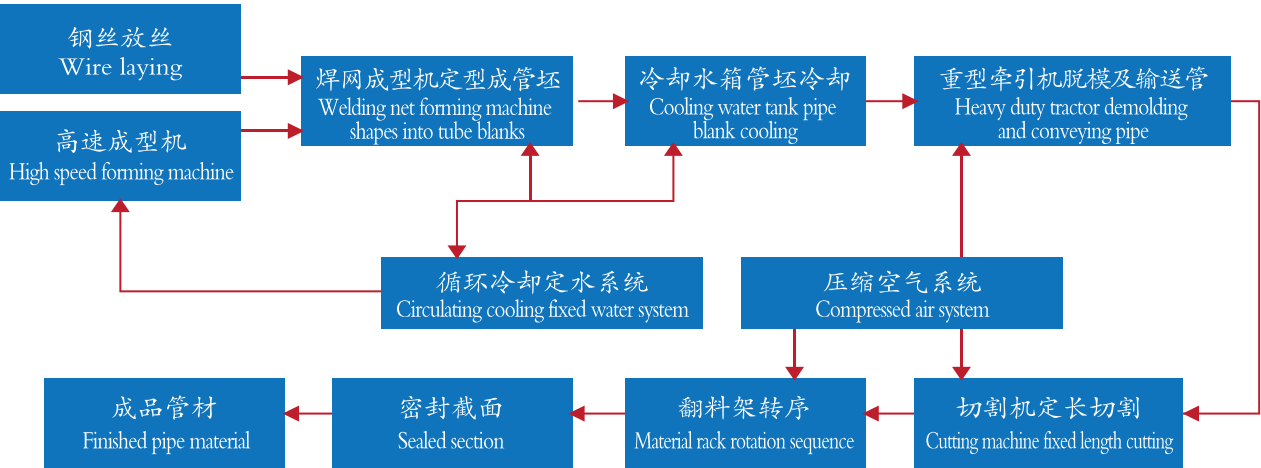 钢丝放丝
Wire laying
高速成型机
High speed forming machine
焊网成型机定型成管坯
Welding net forming machine
shapes into tube blanks
冷却水箱管坯冷却
Cooling water tank pipe
blank cooling
重型牵引机脱模及输送管
Heavy duty tractor demolding
and conveying pipe
循环冷却定水系统
Circulating cooling fixed water system
压缩空气系统
Compressed air system
成品管材
Finished pipe material
密封截面
Sealed section
翻料架转序
Material rack rotation sequence
切割机定长切割
Cutting machine fixed length cutting